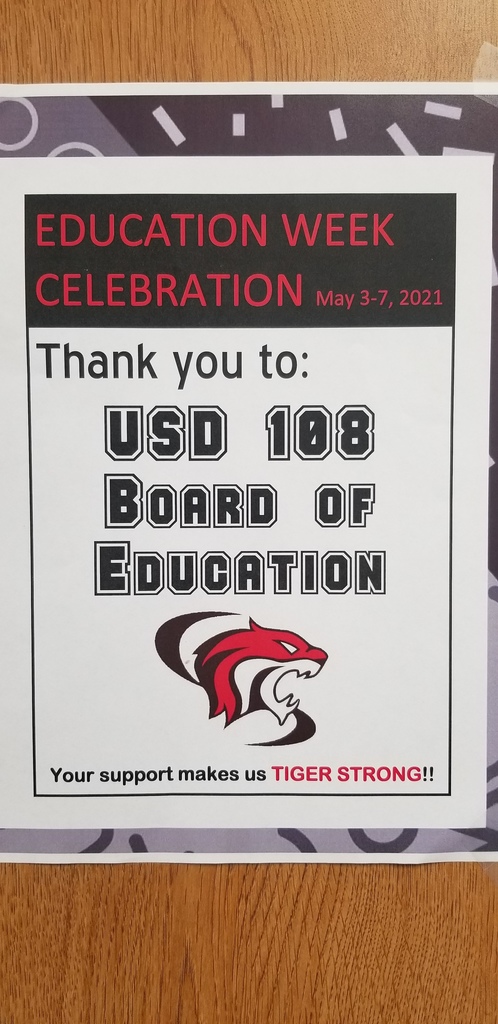 EDUCATION WEEK
CELEBRATION May 3-7, 2021
Thank you to:
USD 108
BOARD OF
EDUCATION
Your support makes us TIGER STRONG!!